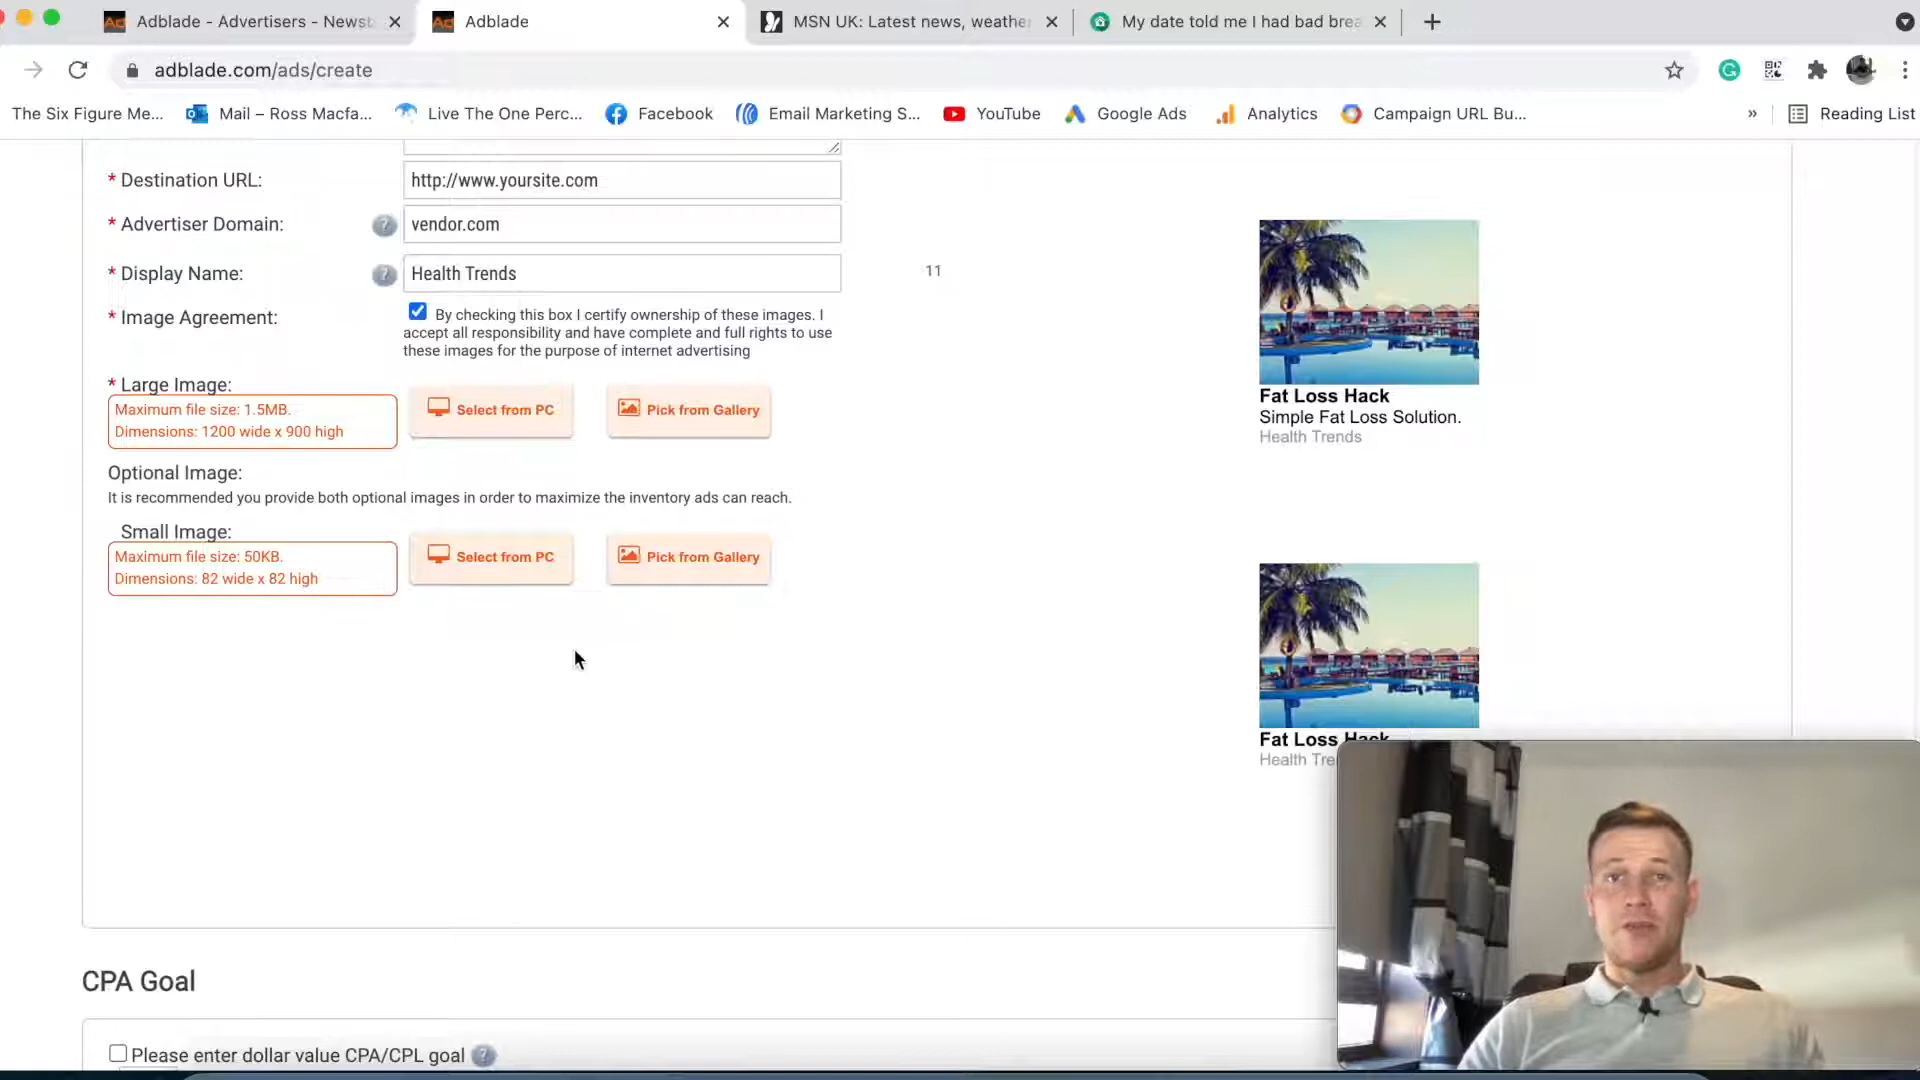 Adblade - Advertisers - Newst
Adblade
MSN UK: Latest news, weathe
My date told me I had bad brea
adblade.com/ads/create
The Six Figure Me...
Mail – Ross Macfa...
Live The One Perc...
Facebook
Email Marketing S...
YouTube
Google Ads
Analytics
Campaign URL Bu...
»
Reading List
* Destination URL:
http://www.yoursite.com
* Advertiser Domain:
?
vendor.com
* Display Name:
?
Health Trends
11
* Image Agreement:
By checking this box I certify ownership of these images. I
accept all responsibility and have complete and full rights to use
these images for the purpose of internet advertising
* Large Image:
Maximum file size: 1.5MB.
Dimensions: 1200 wide x 900 high
Select from PC
Pick from Gallery
Optional Image:
It is recommended you provide both optional images in order to maximize the inventory ads can reach.
Small Image:
Maximum file size: 50KB.
Dimensions: 82 wide x 82 high
Select from PC
Pick from Gallery
Fat Loss Hack
Simple Fat Loss Solution.
Health Trends
Fat Loss Hack
Health Tre
CPA Goal
Please enter dollar value CPA/CPL goal
?